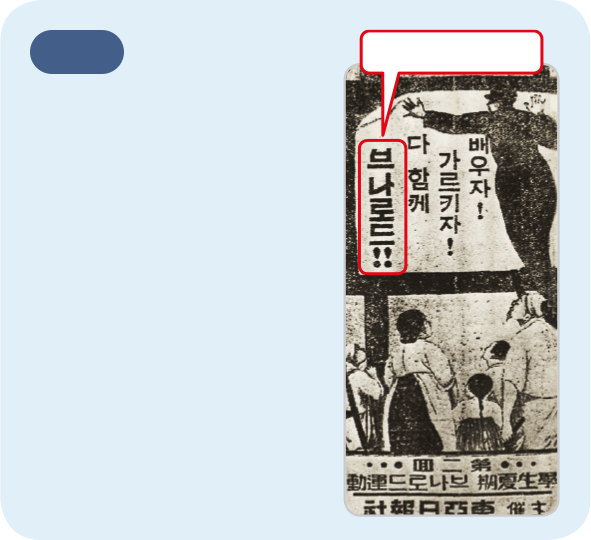 배우자!
가르키자!
다 함께
브나로드!!
第二回
學生夏期 브나로드運動
主催 東亞日報社